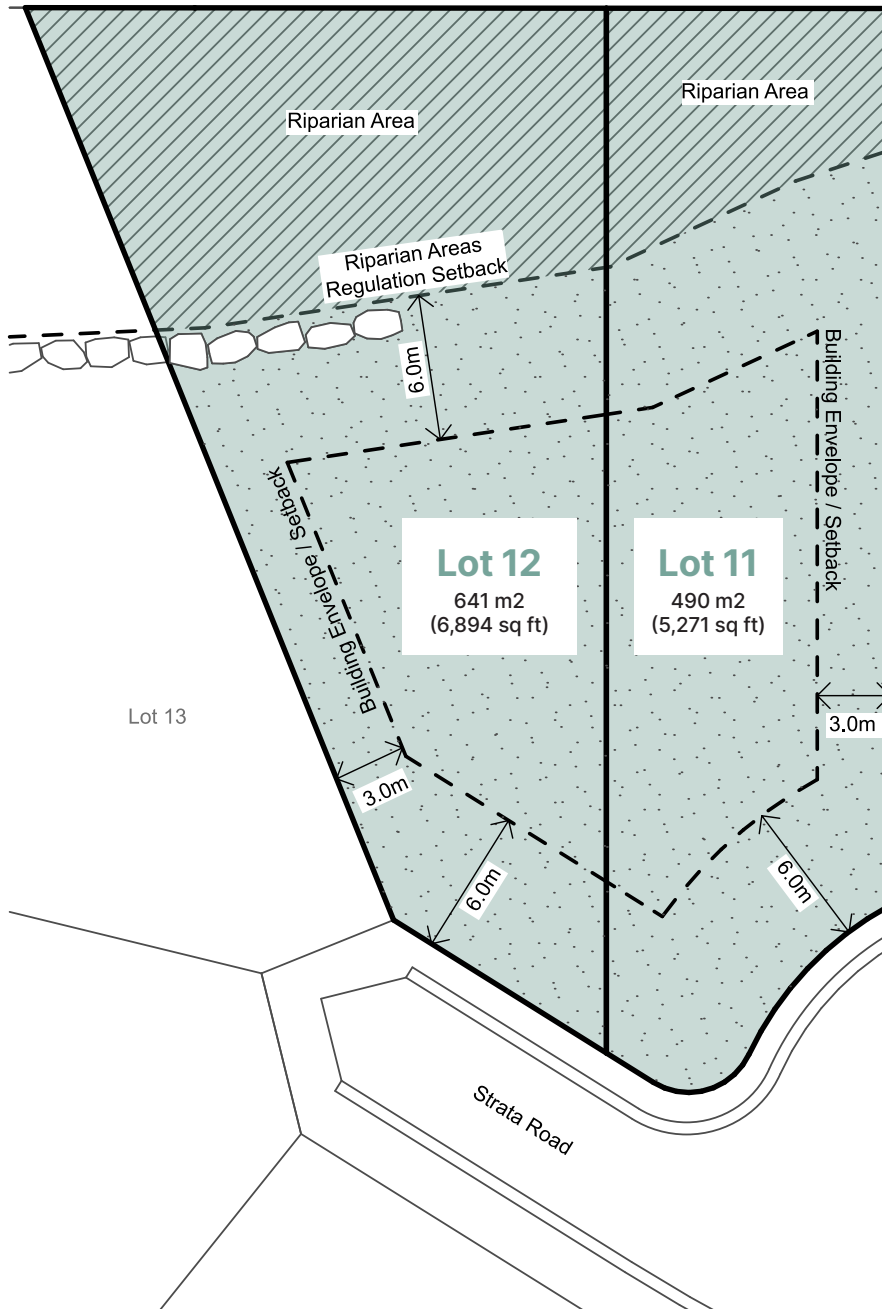 Riparian Area
Riparian Area
Riparian Areas
Regulation Setback
6.0m
Building Envelope / Setback
Building Envelope / Setback
Lot 12
641 m2
(6,894 sq ft)
Lot 11
490 m2
(5,271 sq ft)
Lot 13
3.0m
3.0m
6.0m
6.0m
Strata Road